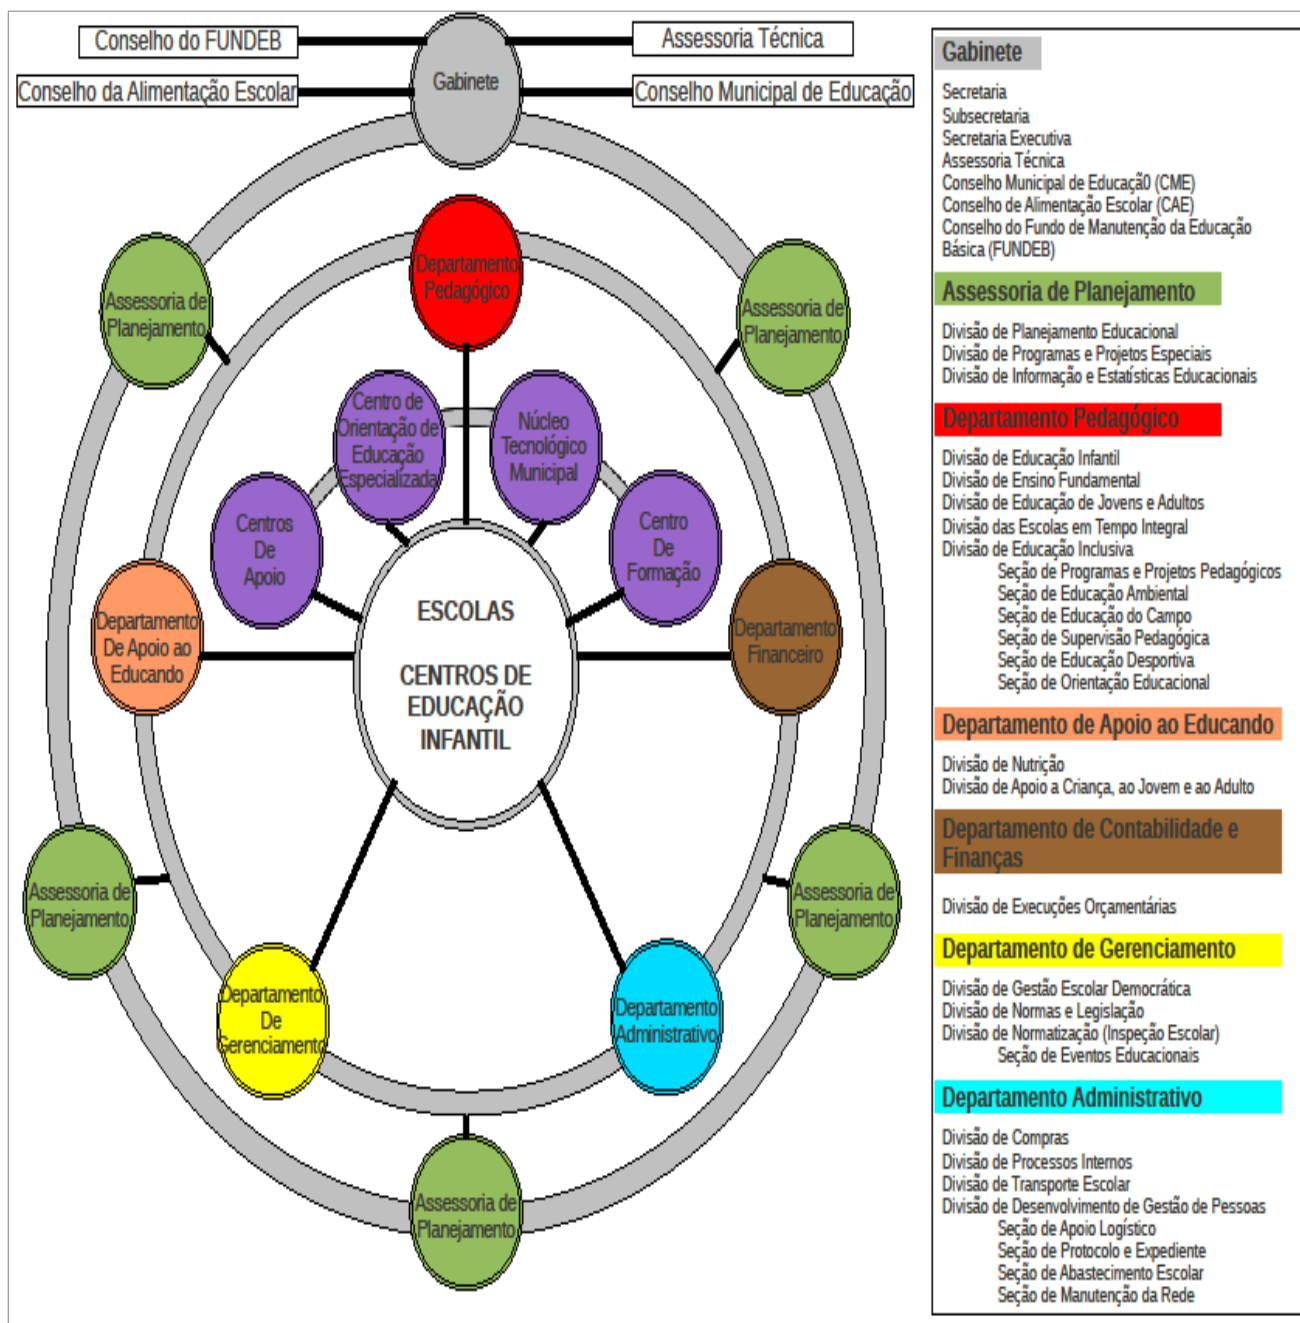 Conselho do FUNDEB
Assessoria Técnica
Gabinete
Conselho da Alimentação Escolar
Conselho Municipal de Educação
Departamento
Pedagógico
Assessoria de
Planejamento
Assessoria de
Planejamento
Centro de
Orientação de
Educação
Especializada
Núcleo
Tecnológico
Municipal
Centros
De
Apoio
Centro
De
Formação
ESCOLAS
CENTROS DE
EDUCAÇÃO
INFANTIL
Departamento
De Apoio ao
Educando
Departamento
Financeiro
Assessoria de
Planejamento
Assessoria de
Planejamento
Departamento
De
Gerenciamento
Departamento
Administrativo
Assessoria de
Planejamento
Gabinete
Secretaria
Subsecretaria
Secretaria Executiva
Assessoria Técnica
Conselho Municipal de Educaçã0 (CME)
Conselho de Alimentação Escolar (CAE)
Conselho do Fundo de Manutenção da Educação
Básica (FUNDEB)
Assessoria de Planejamento
Divisão de Planejamento Educacional
Divisão de Programas e Projetos Especiais
Divisão de Informação e Estatísticas Educacionais
Departamento Pedagógico
Divisão de Educação Infantil
Divisão de Ensino Fundamental
Divisão de Educação de Jovens e Adultos
Divisão das Escolas em Tempo Integral
Divisão de Educação Inclusiva
Seção de Programas e Projetos Pedagógicos
Seção de Educação Ambiental
Seção de Educação do Campo
Seção de Supervisão Pedagógica
Seção de Educação Desportiva
Seção de Orientação Educacional
Departamento de Apoio ao Educando
Divisão de Nutrição
Divisão de Apoio a Criança, ao Jovem e ao Adulto
Departamento de Contabilidade e
Finanças
Divisão de Execuções Orçamentárias
Departamento de Gerenciamento
Divisão de Gestão Escolar Democrática
Divisão de Normas e Legislação
Divisão de Normatização (Inspeção Escolar)
Seção de Eventos Educacionais
Departamento Administrativo
Divisão de Compras
Divisão de Processos Internos
Divisão de Transporte Escolar
Divisão de Desenvolvimento de Gestão de Pessoas
Seção de Apoio Logístico
Seção de Protocolo e Expediente
Seção de Abastecimento Escolar
Seção de Manutenção da Rede